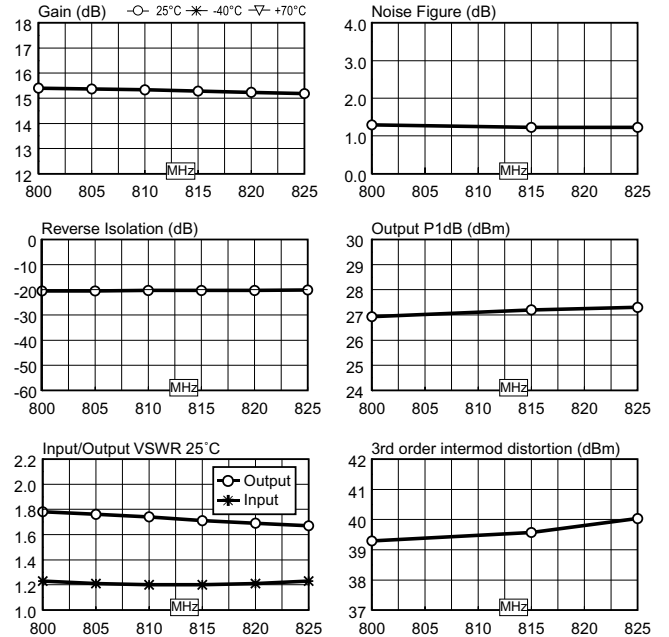 Gain (dB) 25°C -40°C +70°C
18
17
16
15
14
13
12
MHz
800 805 810 815 820 825
Noise Figure (dB)
4.0
3.0
2.0
1.0
0.0
MHz
800 805 810 815 820 825
Reverse Isolation (dB)
0
-10
-20
-30
-40
-50
-60
MHz
800 805 810 815 820 825
Output P1dB (dBm)
30
29
28
27
26
25
24
MHz
800 805 810 815 820 825
Input/Output VSWR 25°C
Output
Input
2.2
2.0
1.8
1.6
1.4
1.2
1.0
MHz
800 805 810 815 820 825
3rd order intermod distortion (dBm)
42
41
40
39
38
37
MHz
800 805 810 815 820 825